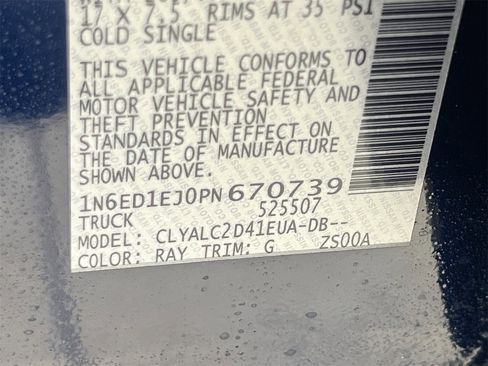 17 X 7.5 RIMS AT 35 PSI
COLD SINGLE
THIS VEHICLE CONFORMS TO
ALL APPLICABLE FEDERAL
MOTOR VEHICLE SAFETY AND
THEFT PREVENTION
STANDARDS IN EFFECT ON
THE DATE OF MANUFACTURE
SHOWN ABOVE.
1N6ED1EJ0PN670739
TRUCK 525507
MODEL: CLYALC2D41EUA-DB--
COLOR: RAY TRIM: G ZS00A